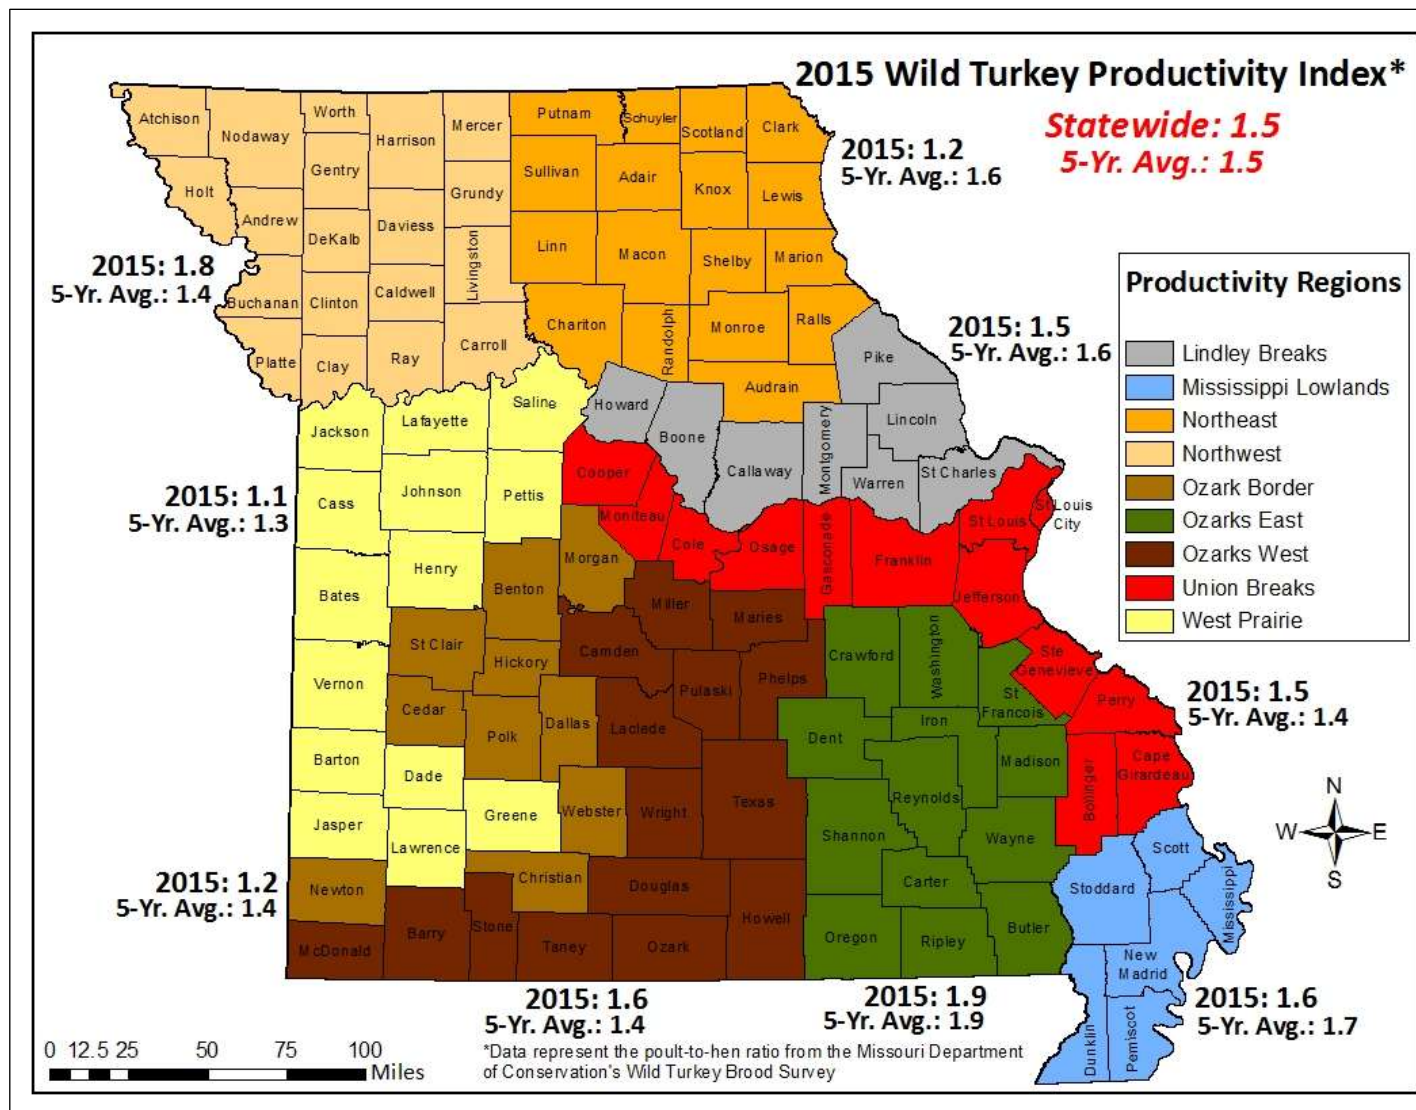 2015 Wild Turkey Productivity Index*
Statewide: 1.5
5-Yr. Avg.: 1.5
Atchison
Nodaway
Worth
Harrison
Mercer
Putnam
Schuyler
Scotland
Clark
2015: 1.2
5-Yr. Avg.: 1.6
Holt
Gentry
Grundy
Sullivan
Adair
Knox
Lewis
Andrew
DeKalb
Daviess
Livingston
Linn
Macon
Shelby
Marion
2015: 1.8
5-Yr. Avg.: 1.4
Buchanan
Clinton
Caldwell
Chariton
Randolph
Monroe
Ralls
Platte
Clay
Ray
Carroll
Audrain
Pike
2015: 1.5
5-Yr. Avg.: 1.6
Productivity Regions
Lindley Breaks
Mississippi Lowlands
Northeast
Northwest
Ozark Border
Ozarks East
Ozarks West
Union Breaks
West Prairie
Jackson
Lafayette
Saline
Howard
Boone
Callaway
Montgomery
Lincoln
Warren
St Charles
2015: 1.1
5-Yr. Avg.: 1.3
Cass
Johnson
Pettis
Cooper
Moniteau
Cole
Osage
Gasconade
Franklin
St Louis
St Louis
City
Jefferson
Bates
Henry
Benton
Morgan
Miller
Maries
Camden
St Clair
Hickory
Pulaski
Phelps
Crawford
Washington
St
Francois
Ste
Genevieve
Perry
2015: 1.5
5-Yr. Avg.: 1.4
Vernon
Cedar
Polk
Dallas
Laclede
Dent
Iron
Madison
Bollinger
Cape
Girardeau
Barton
Dade
Jasper
Lawrence
Greene
Webster
Wright
Texas
Shannon
Reynolds
Wayne
Carter
N
W
E
S
2015: 1.2
5-Yr. Avg.: 1.4
Newton
Christian
Douglas
Howell
McDonald
Barry
Stone
Taney
Ozark
Oregon
Ripley
Butler
Stoddard
Scott
Mississippi
New
Madrid
Dunklin
Pemiscot
2015: 1.6
5-Yr. Avg.: 1.4
2015: 1.9
5-Yr. Avg.: 1.9
2015: 1.6
5-Yr. Avg.: 1.7
0 12.5 25 50 75 100
Miles
*Data represent the poult-to-hen ratio from the Missouri Department
of Conservation's Wild Turkey Brood Survey